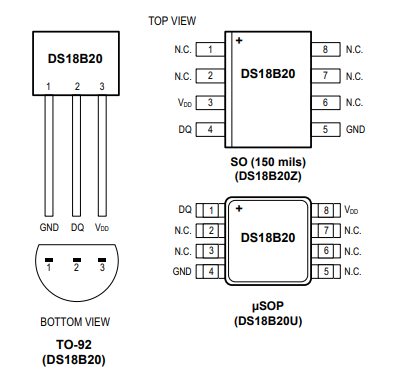 TOP VIEW
DS18B20
1 2 3
GND DQ VDD
1 2 3
BOTTOM VIEW
TO-92
(DS18B20)
+
DS18B20
N.C. 1 8 N.C.
N.C. 2 7 N.C.
VDD 3 6 N.C.
DQ 4 5 GND
SO (150 mils)
(DS18B20Z)
+
DS18B20
DQ 1 8 VDD
N.C. 2 7 N.C.
N.C. 3 6 N.C.
GND 4 5 N.C.
µSOP
(DS18B20U)